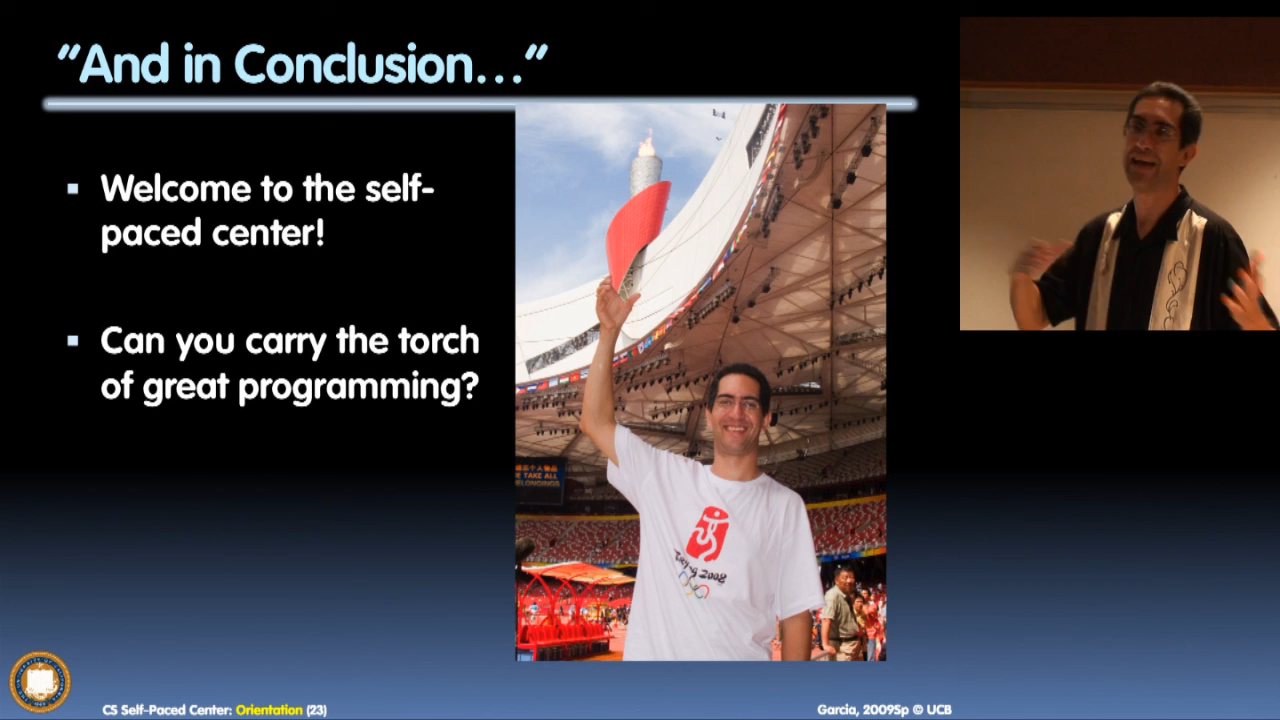 “And in Conclusion…“
Welcome to the self-
paced center!
Can you carry the torch
of great programming?
TAKE ALL
BELONGINGS
2008
CS Self-Paced Center: Orientation (23)
Garcia, 2009Sp © UCB